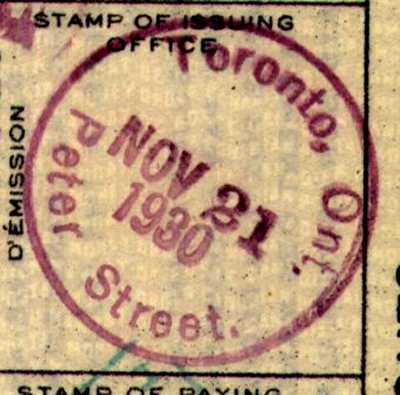 STAMP OF ISSUING
OFFICE
D'ÉMISSION
Toronto, Ont.
NOV 21
1930
Peter Street.
STAMP OF PAYING